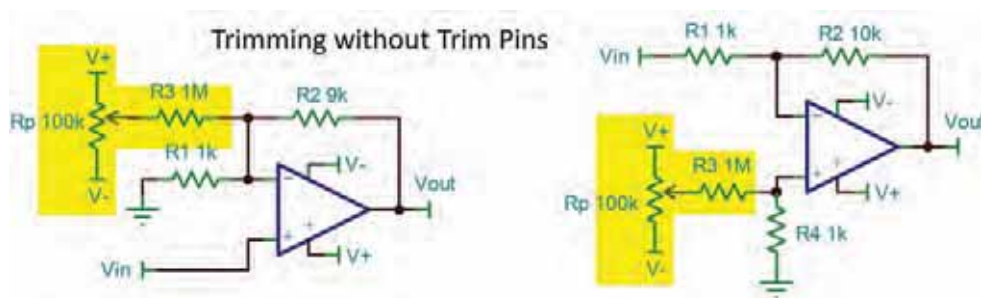 Trimming without Trim Pins
V+
R3 1M
Rp 100k
V-
R1 1k
R2 9k
V-
V+
Vout
Vin
Vin
R1 1k
R2 10k
V-
V+
Vout
V+
R3 1M
Rp 100k
V-
R4 1k